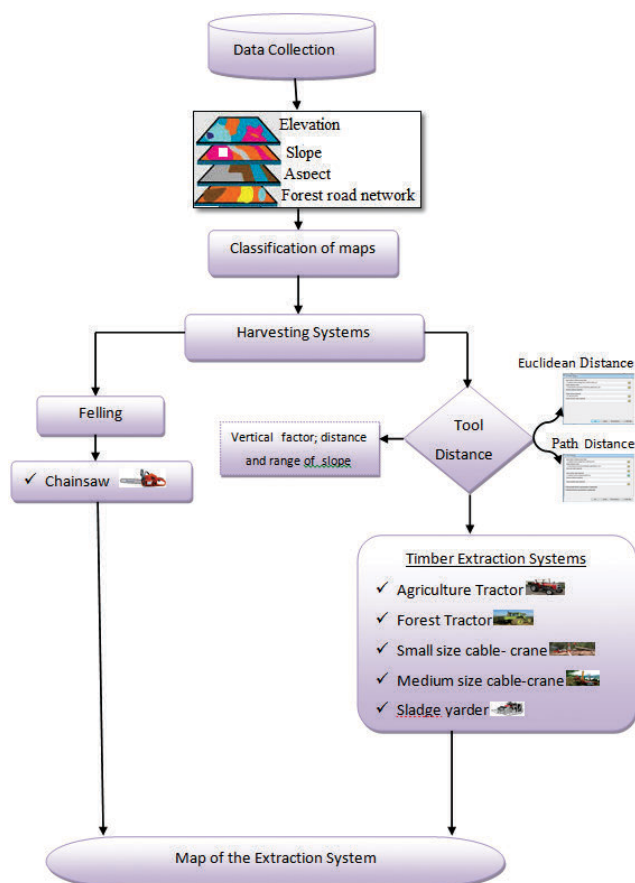 Data Collection
Elevation
Slope
Aspect
Forest road network
Classification of maps
Harvesting Systems
Felling
✓ Chainsaw
Tool
Distance
Euclidean Distance
Path Distance
Vertical factor; distance
and range of slope
Timber Extraction Systems
✓ Agriculture Tractor
✓ Forest Tractor
✓ Small size cable- crane
✓ Medium size cable-crane
✓ Sladge yarder
Map of the Extraction System